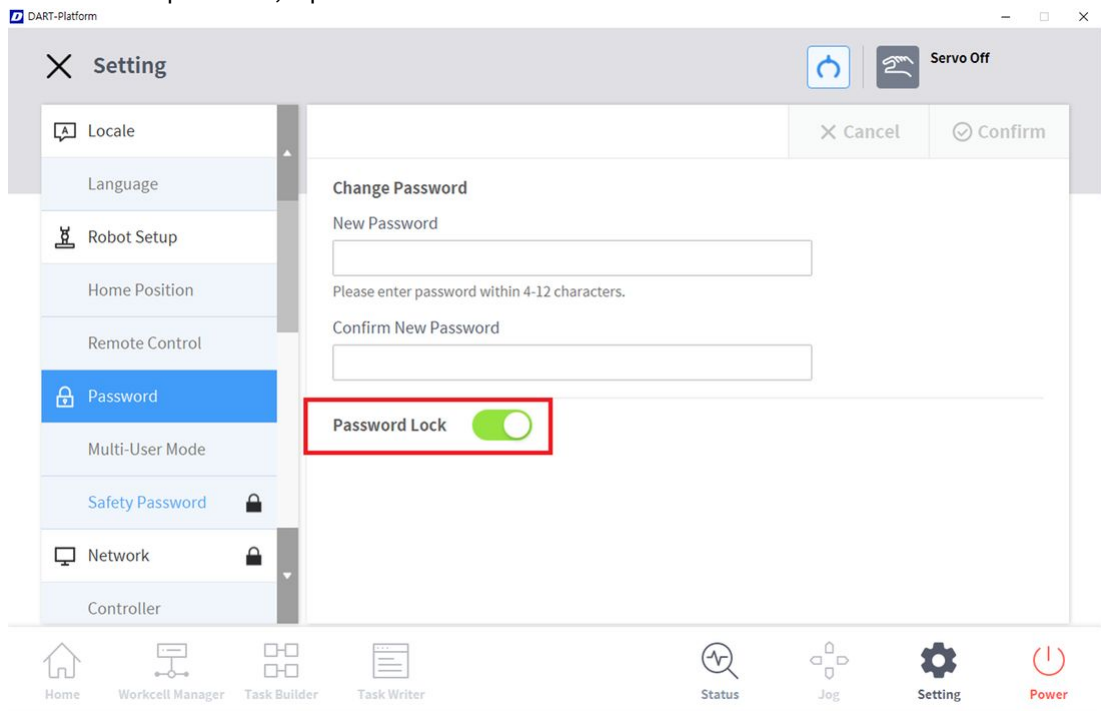 DART-Platform
Setting
Servo Off
Locale
Cancel
Confirm
Language
Change Password
New Password
Robot Setup
Home Position
Please enter password within 4-12 characters.
Confirm New Password
Remote Control
Password
Password Lock
Multi-User Mode
Safety Password
Network
Controller
Home
Workcell Manager
Task Builder
Task Writer
Status
Jog
Setting
Power